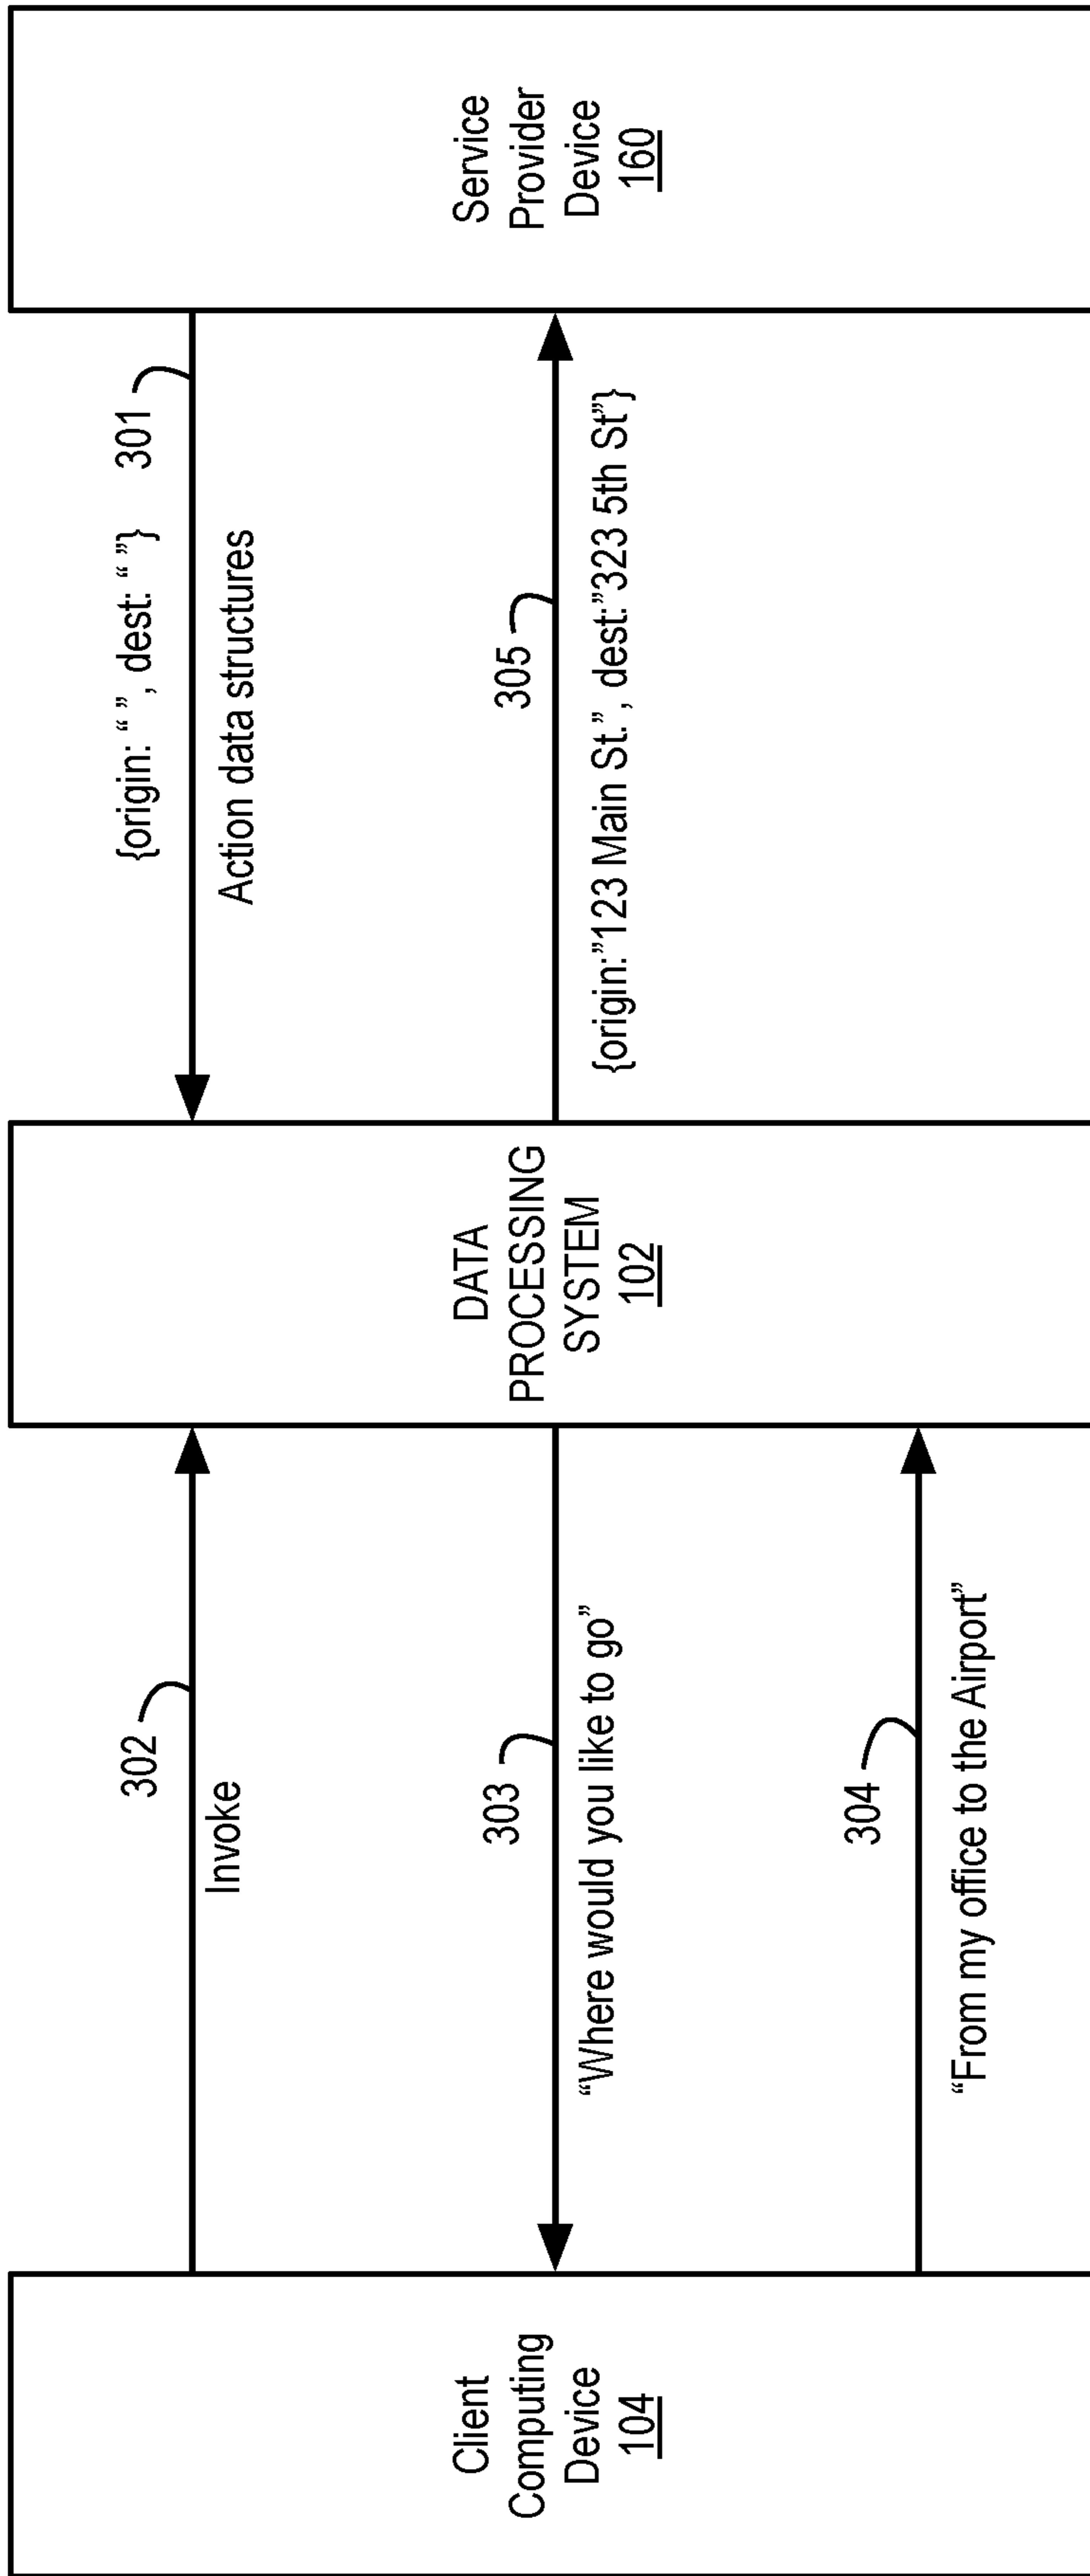 Client
Computing
Device
104
302
Invoke
303
“Where would you like to go”
304
“From my office to the Airport”
DATA
PROCESSING
SYSTEM
102
{origin: “ ”, dest: “ ”} 301
Action data structures
305
{origin:”123 Main St.”, dest:”323 5th St”}
Service
Provider
Device
160